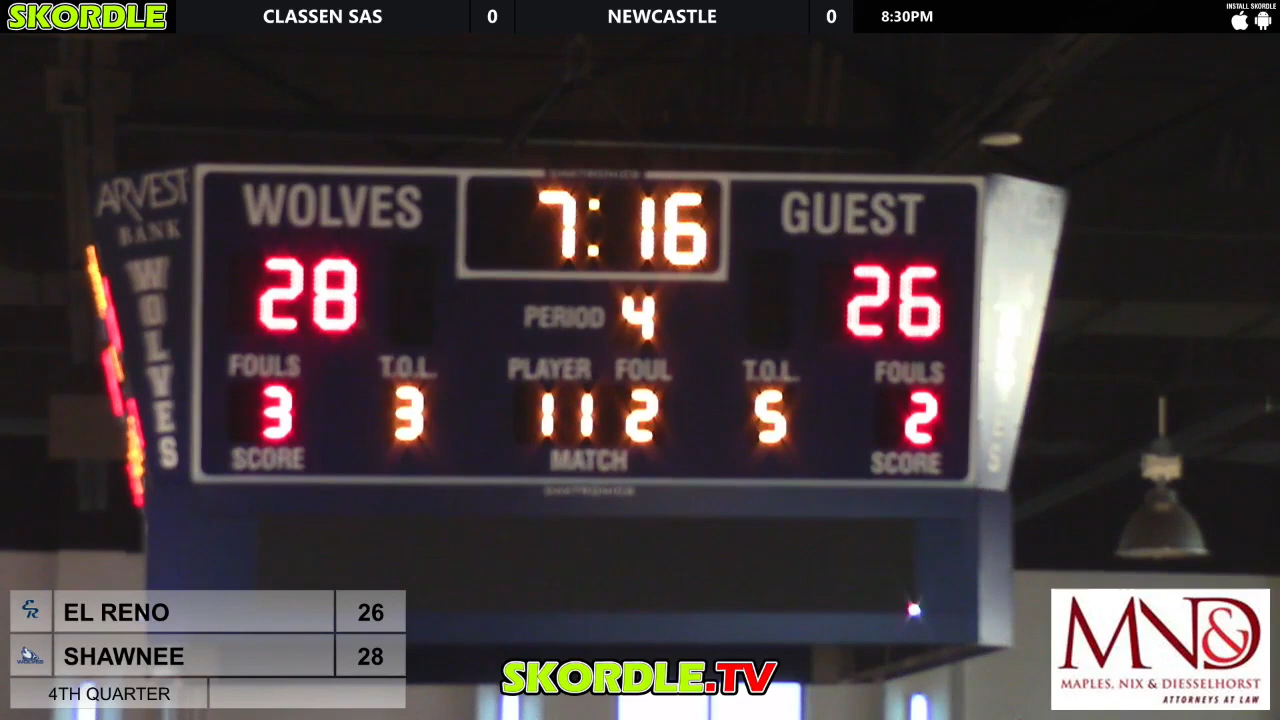 SKORDLE CLASSEN SAS 0 NEWCASTLE 0 8:30PM INSTALL SKORDLE
ARVEST
BANK
WOLVES
WOLVES 7:16 GUEST
28 26
PERIOD 4
FOULS T.O.L. PLAYER FOUL T.O.L. FOULS
3 3 11 2 5 2
SCORE MATCH SCORE
EL RENO 26
SHAWNEE 28
4TH QUARTER
SKORDLE.TV
MN&D
MAPLES, NIX & DIESSELHORST
ATTORNEYS AT LAW